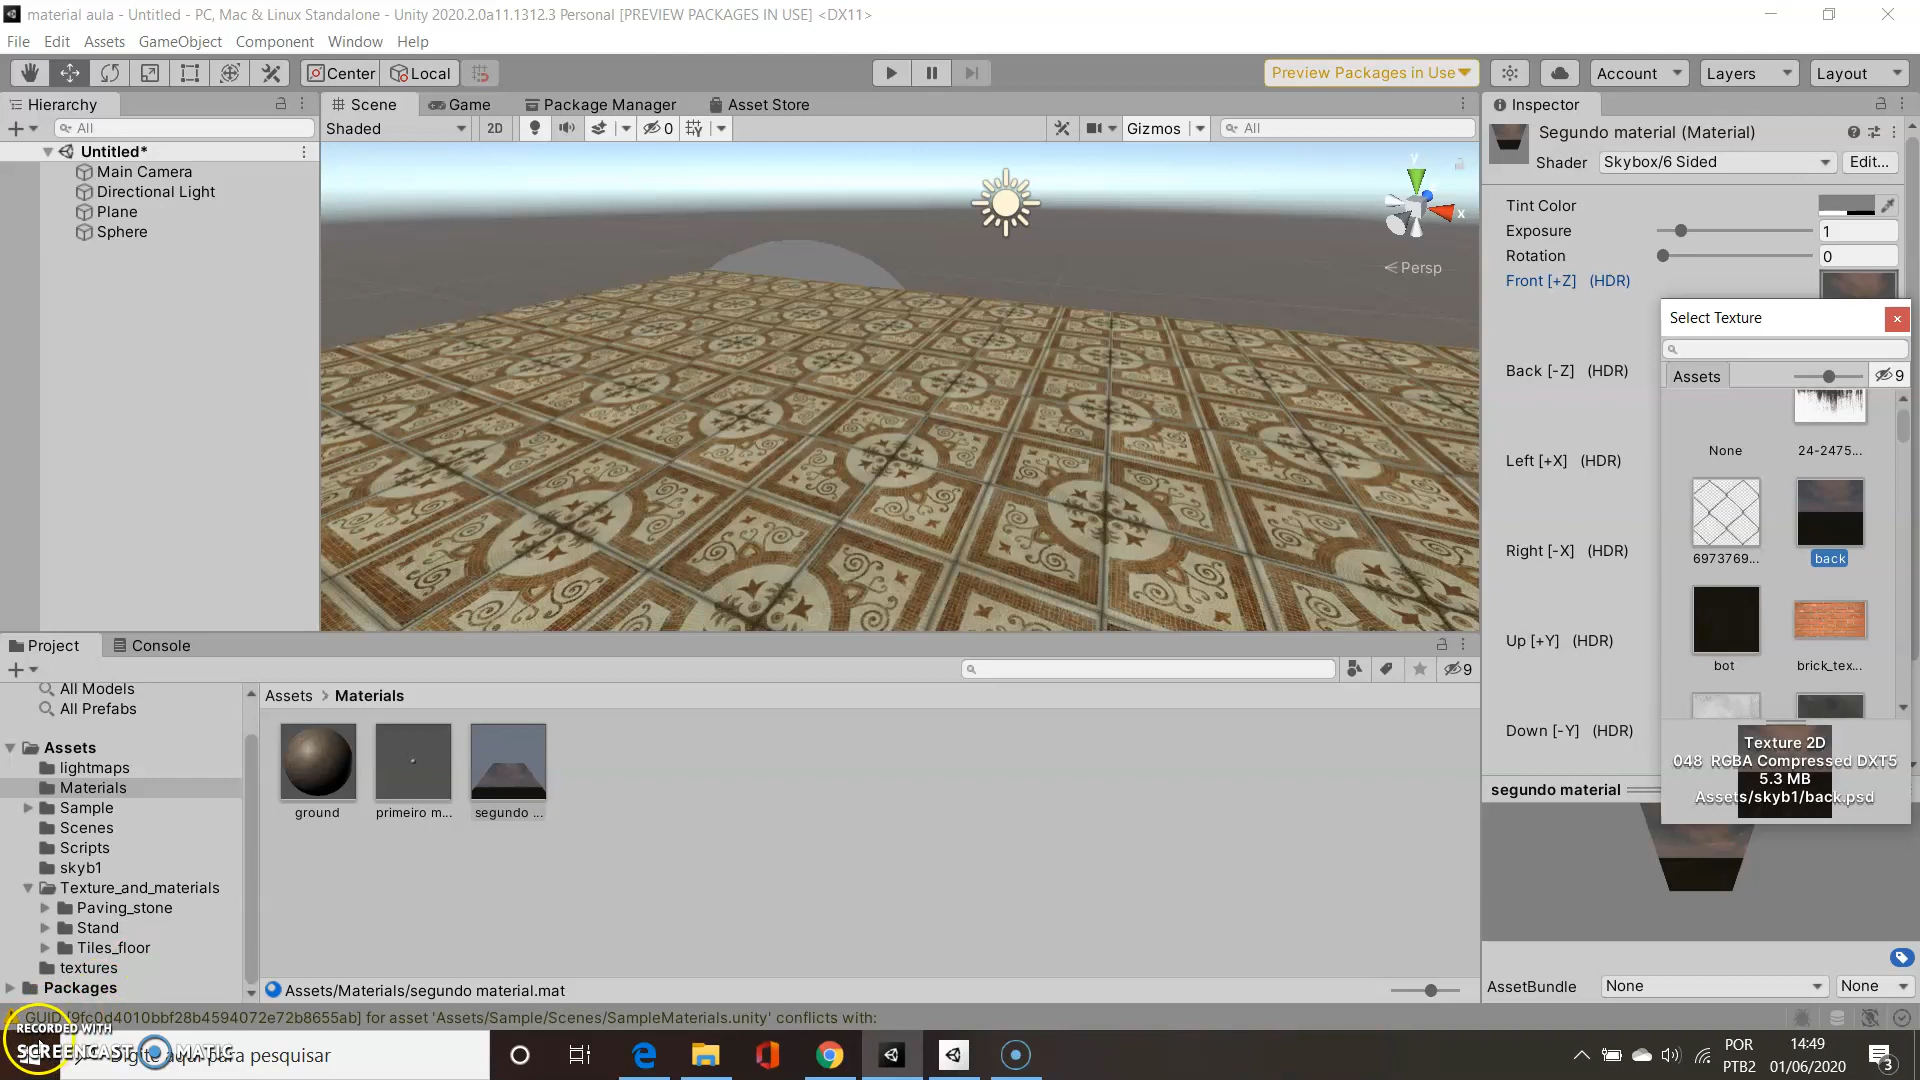 material aula - Untitled - PC, Mac & Linux Standalone - Unity 2020.2.0a11.1312.3 Personal [PREVIEW PACKAGES IN USE] <DX11>
File Edit Assets GameObject Component Window Help
Center Local Preview Packages in Use Account Layers Layout
Hierarchy
All
Untitled*
Main Camera
Directional Light
Plane
Sphere
Scene Game Package Manager Asset Store
Shaded 2D 0 Gizmos All
y
x
Persp
Inspector
Segundo material (Material)
Shader Skybox/6 Sided Edit...
Tint Color
Exposure 1
Rotation 0
Front [+Z] (HDR)
Back [-Z] (HDR)
Left [+X] (HDR)
Right [-X] (HDR)
Up [+Y] (HDR)
Down [-Y] (HDR)
Select Texture
Assets 9
None 24-2475...
6973769... back
bot brick_tex...
Texture 2D
048 RGBA Compressed DXT5
5.3 MB
Assets/skyb1/back.psd
segundo material
AssetBundle None None
Project Console
9
All Models
All Prefabs
Assets
lightmaps
Materials
Sample
Scenes
Scripts
skyb1
Texture_and_materials
Paving_stone
Stand
Tiles_floor
textures
Packages
Assets > Materials
ground primeiro m... segundo ...
Assets/Materials/segundo material.mat
GUID [9fc0d4010bbf28b4594072e72b8655ab] for asset 'Assets/Sample/Scenes/SampleMaterials.unity' conflicts with:
RECORDED WITH
SCREENCAST MATIC
Digite aqui para pesquisar
POR
PTB2
14:49
01/06/2020
3